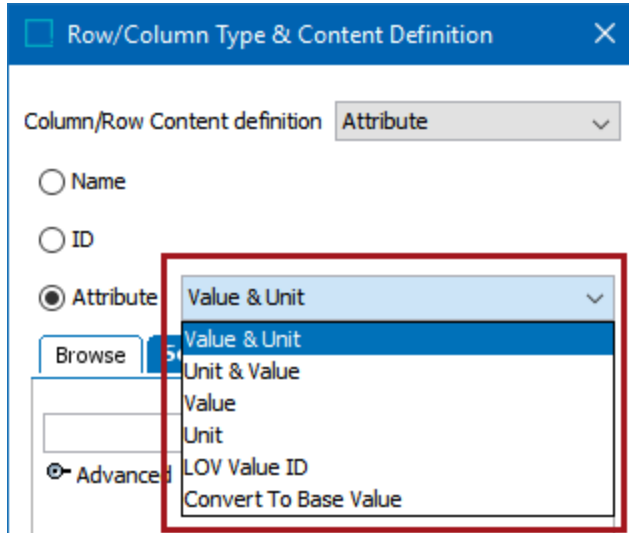 Row/Column Type & Content Definition
Column/Row Content definition Attribute
Name
ID
Attribute Value & Unit
Value & Unit
Browse
Unit & Value
Value
Unit
Advanced LOV Value ID
Convert To Base Value